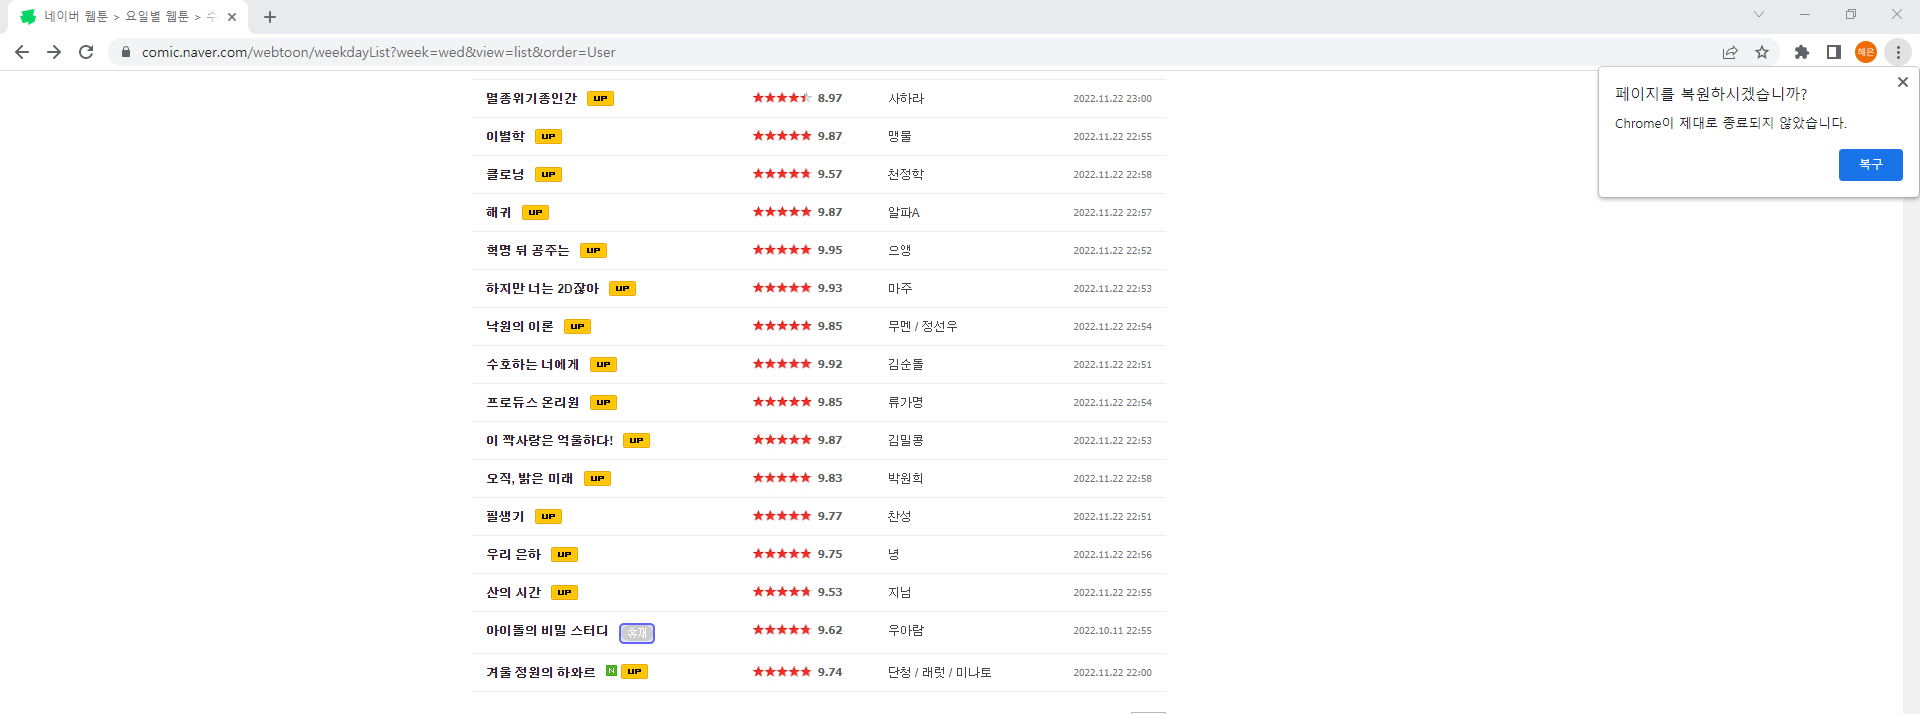 네이버 웹툰 > 요일별 웹툰 > 수
comic.naver.com/webtoon/weekdayList?week=wed&view=list&order=User
혜은
페이지를 복원하시겠습니까?
Chrome이 제대로 종료되지 않았습니다.
복구
멸종위기종인간 UP 8.97 사하라 2022.11.22 23:00
이별학 UP 9.87 맹물 2022.11.22 22:55
클로닝 UP 9.57 천정학 2022.11.22 22:58
해귀 UP 9.87 알파A 2022.11.22 22:57
혁명 뒤 공주는 UP 9.95 으앵 2022.11.22 22:52
하지만 너는 2D잖아 UP 9.93 마주 2022.11.22 22:53
낙원의 이론 UP 9.85 무멘 / 정선우 2022.11.22 22:54
수호하는 너에게 UP 9.92 김순돌 2022.11.22 22:51
프로듀스 온리원 UP 9.85 류가명 2022.11.22 22:54
이 짝사랑은 억울하다! UP 9.87 김밀콩 2022.11.22 22:53
오직, 밝은 미래 UP 9.83 박원희 2022.11.22 22:58
필생기 UP 9.77 찬성 2022.11.22 22:51
우리 은하 UP 9.75 녕 2022.11.22 22:56
산의 시간 UP 9.53 지넘 2022.11.22 22:55
아이돌의 비밀 스터디 휴재 9.62 우아람 2022.10.11 22:55
겨울 정원의 하와르 N UP 9.74 단청 / 래럿 / 미나토 2022.11.22 22:00